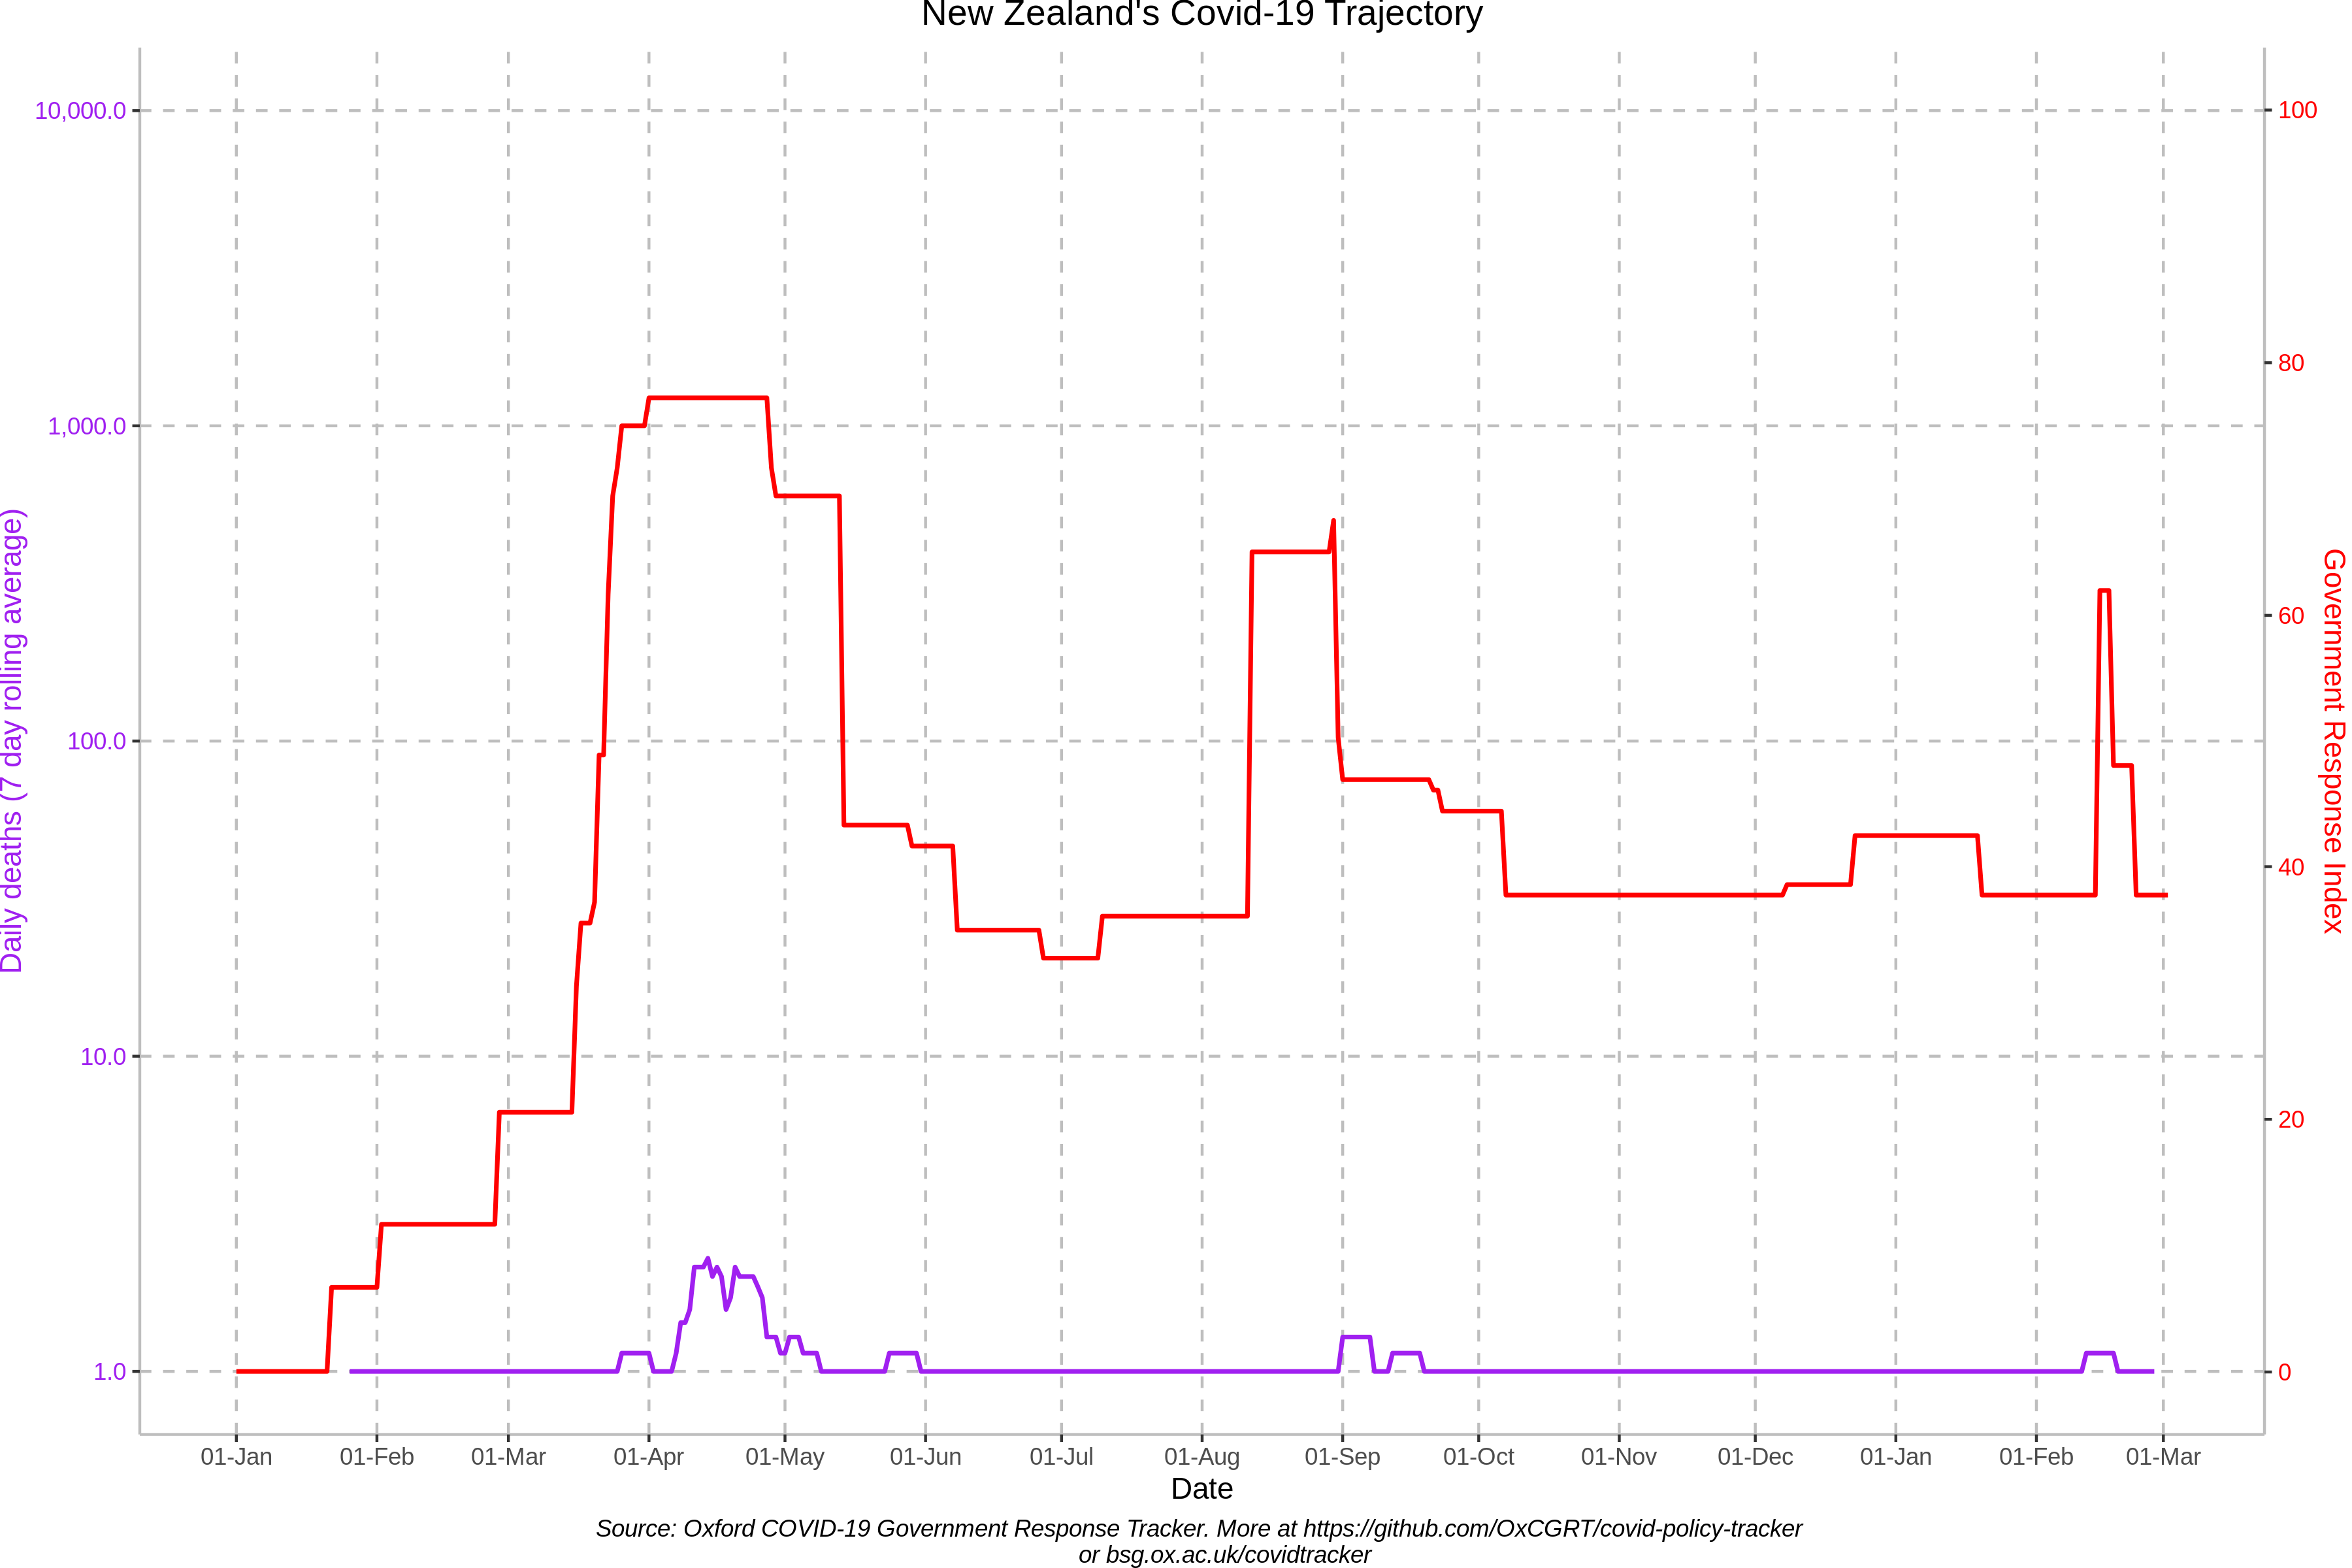 New Zealand's Covid-19 Trajectory
10,000.0
1,000.0
100.0
10.0
1.0
Daily deaths (7 day rolling average)
100
80
60
40
20
0
Government Response Index
01-Jan 01-Feb 01-Mar 01-Apr 01-May 01-Jun 01-Jul 01-Aug 01-Sep 01-Oct 01-Nov 01-Dec 01-Jan 01-Feb 01-Mar
Date
Source: Oxford COVID-19 Government Response Tracker. More at https://github.com/OxCGRT/covid-policy-tracker
or bsg.ox.ac.uk/covidtracker